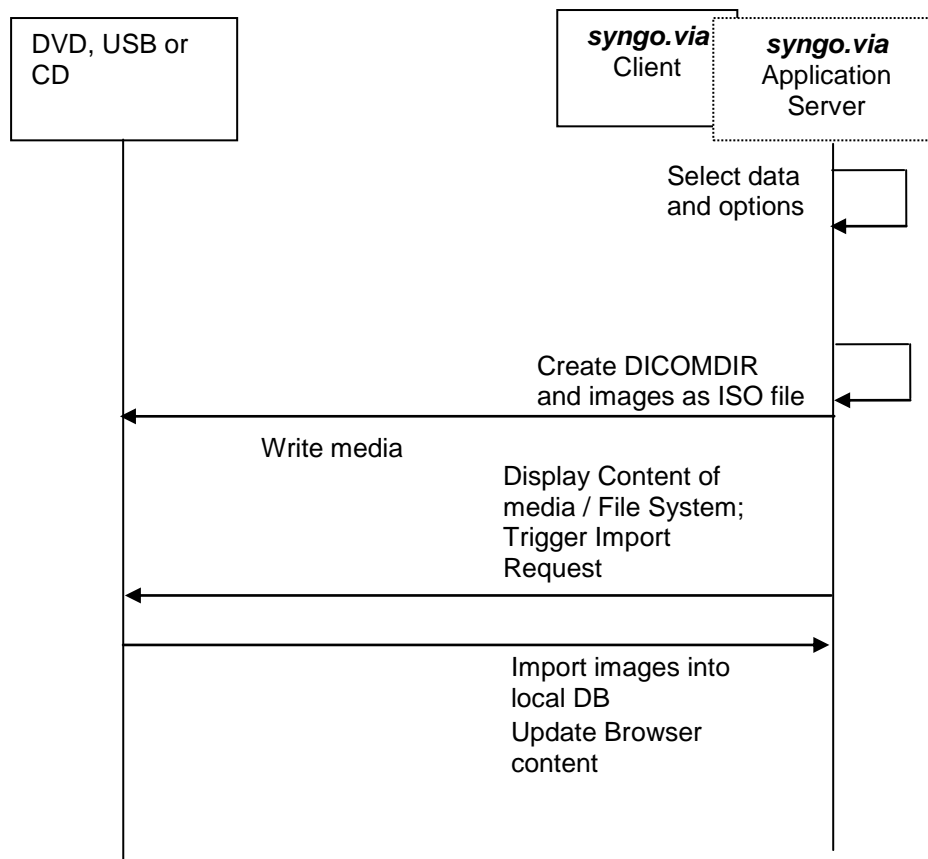 DVD, USB or
CD
syngo.via
Client
syngo.via
Application
Server
Select data
and options
Create DICOMDIR
and images as ISO file
Write media
Display Content of
media / File System;
Trigger Import
Request
Import images into
local DB
Update Browser
content